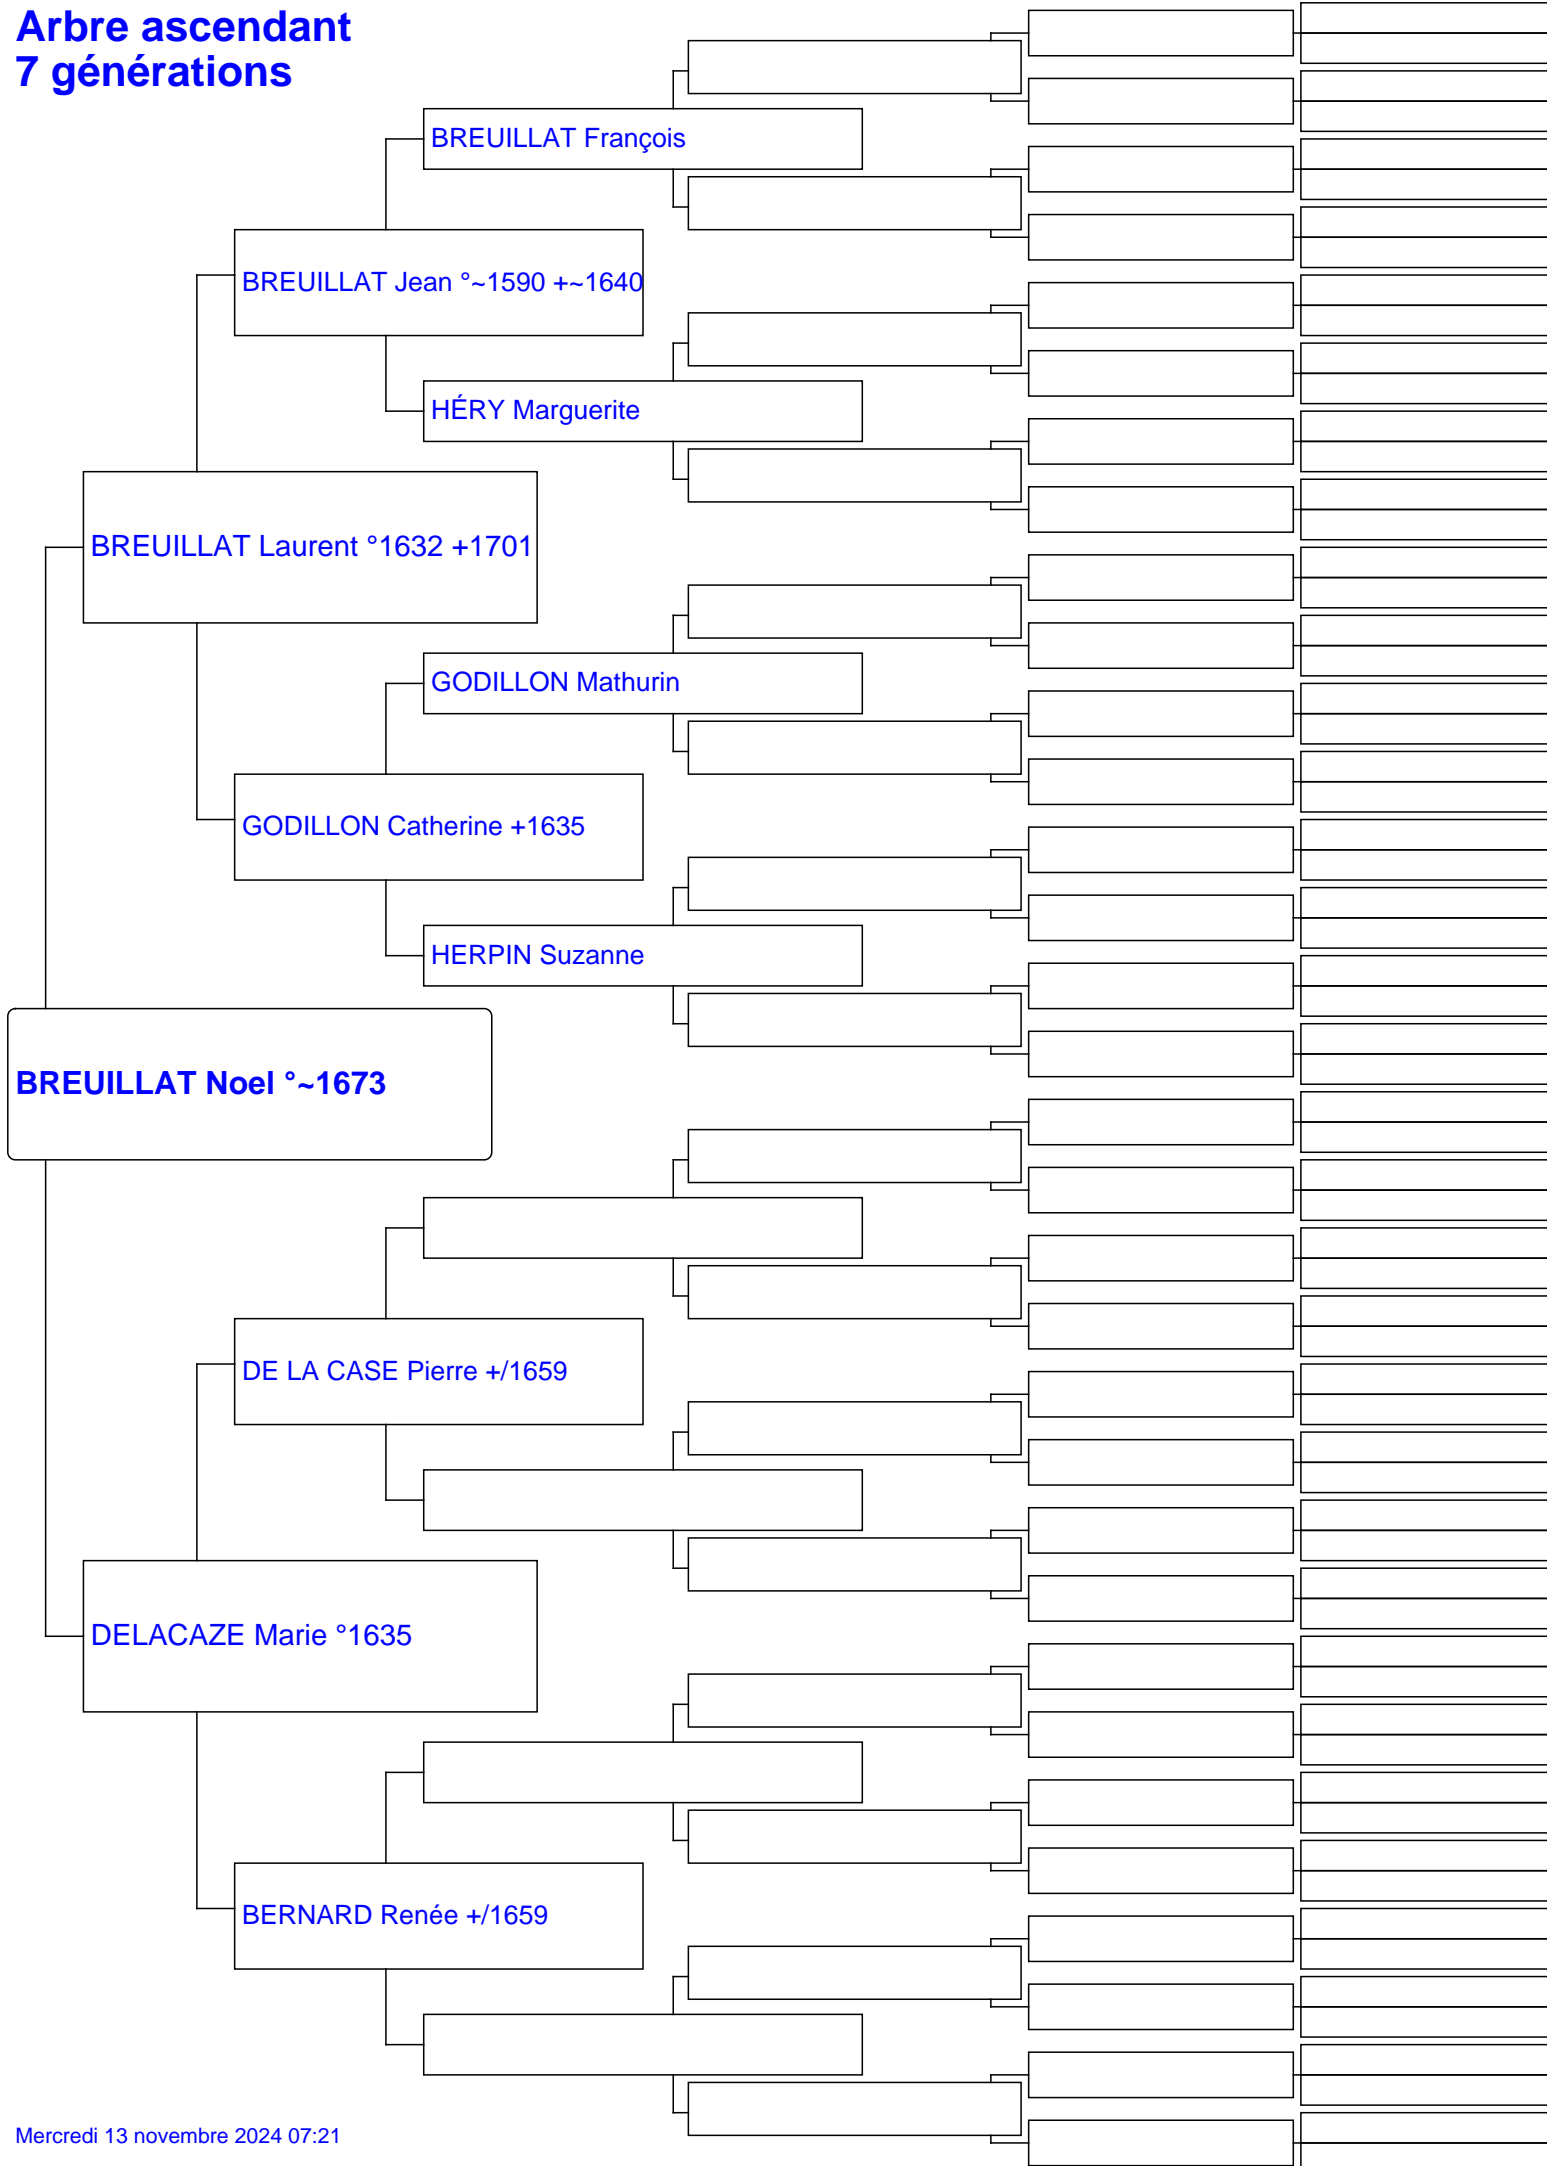 Arbre ascendant
7 générations
BREUILLAT François
BREUILLAT Jean °~1590 +~1640
HÉRY Marguerite
BREUILLAT Laurent °1632 +1701
GODILLON Mathurin
GODILLON Catherine +1635
HERPIN Suzanne
BREUILLAT Noel °~1673
DE LA CASE Pierre +/1659
DELACAZE Marie °1635
BERNARD Renée +/1659
Mercredi 13 novembre 2024 07:21